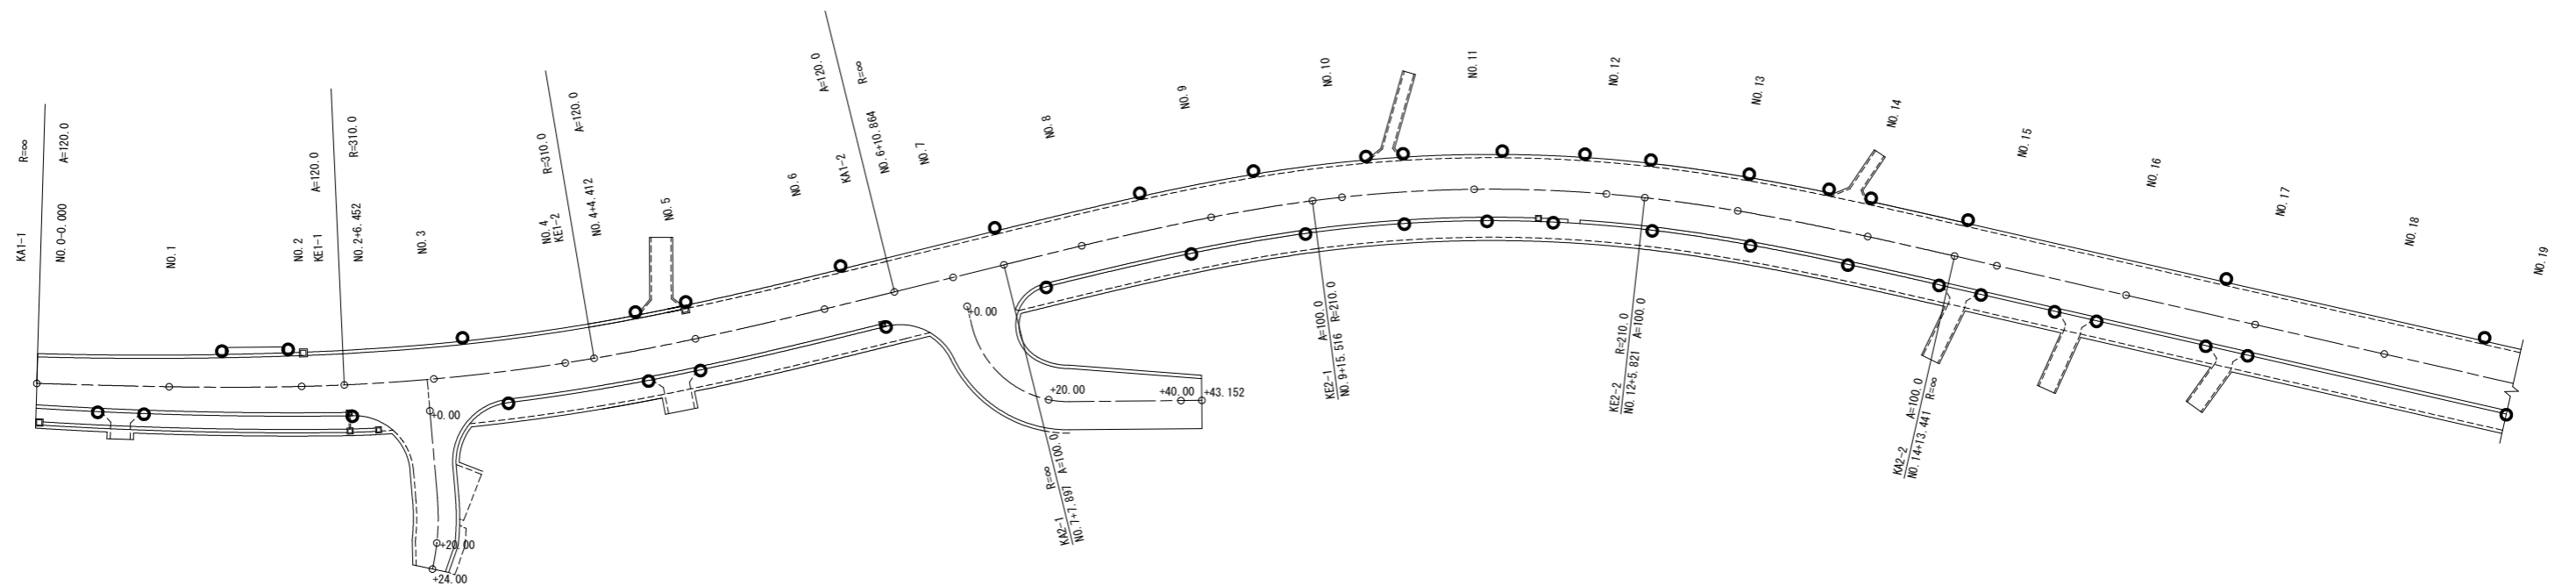 KA1-1
R=∞
NO.0-0.000
A=120.0
NO.1
NO.2
KE1-1
A=120.0
NO.2+6.452
R=310.0
NO.3
NO.4
KE1-2
R=310.0
NO.4+4.412
A=120.0
NO.5
NO.6
A=120.0
KA1-2
R=∞
NO.6+10.864
NO.7
NO.8
NO.9
NO.10
NO.11
NO.12
NO.13
NO.14
NO.15
NO.16
NO.17
NO.18
NO.19
+0.00
+20.00
+24.00
+0.00
+20.00
+40.00
+43.152
KA2-1
R=∞
NO.7+7.897
A=100.0
KE2-1
A=100.0
NO.9+15.516
R=210.0
KE2-2
R=210.0
NO.12+5.821
A=100.0
KA2-2
A=100.0
NO.14+13.441
R=∞